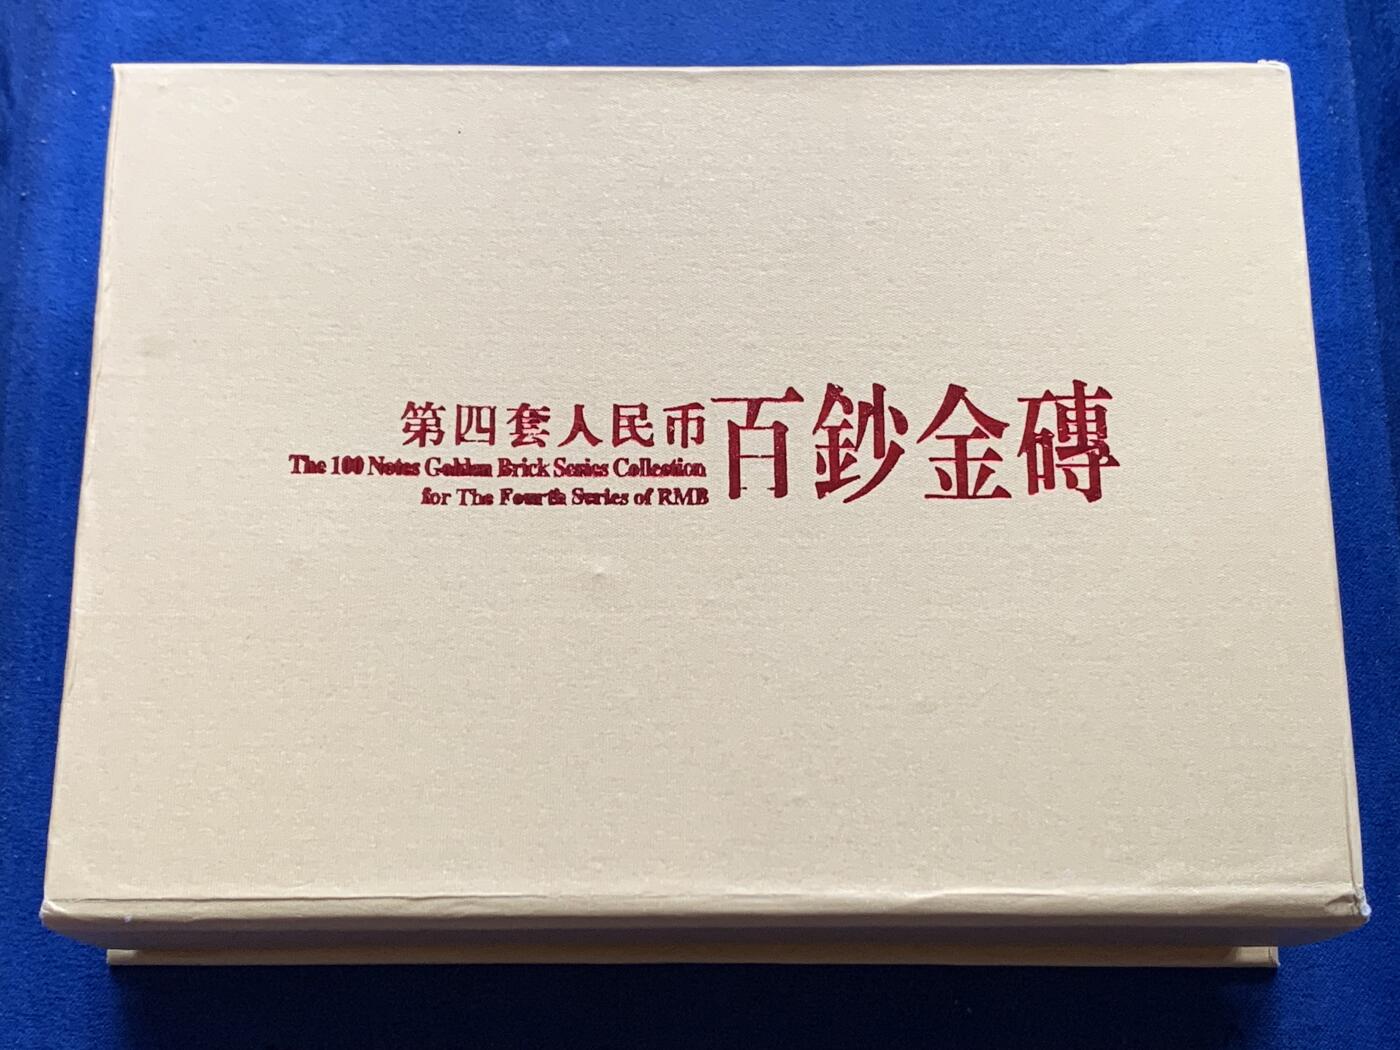 第四套人民币
The 100 Notes Golden Brick Series Collection
for The Fourth Series of RMB
百鈔金磚